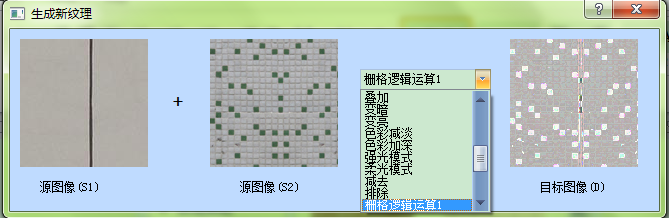 生成新纹理
?
+
栅格逻辑运算1
叠加
变暗
变亮
色彩减淡
色彩加深
强光模式
柔光模式
减去
排除
栅格逻辑运算1
源图像(S1)
源图像(S2)
目标图像(D)